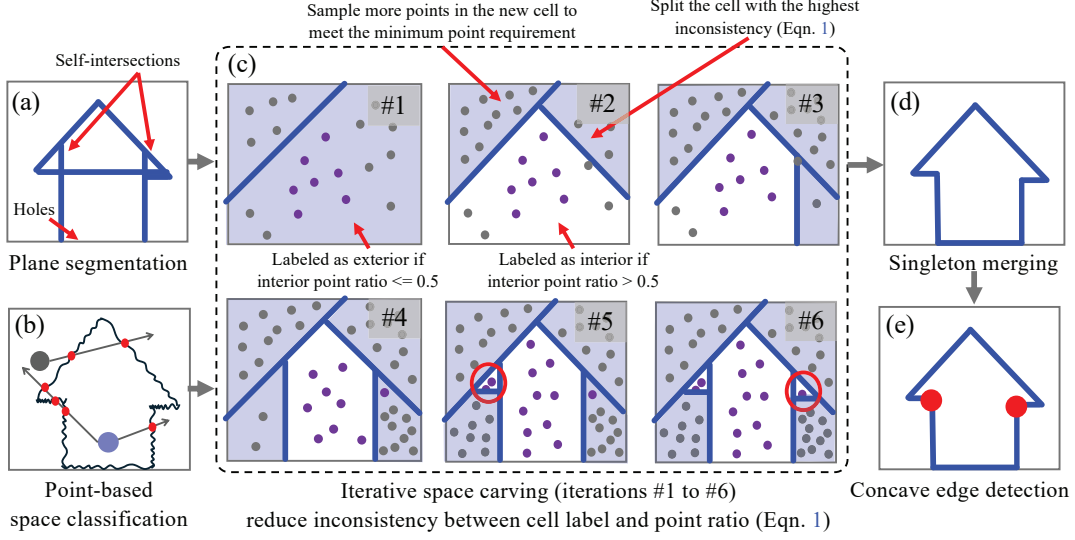 Sample more points in the new cell to
meet the minimum point requirement
Split the cell with the highest
inconsistency (Eqn. 1)
Self-intersections
(a)
Holes
Plane segmentation
(b)
Point-based
space classification
(c)
#1
#2
#3
Labeled as exterior if
interior point ratio <= 0.5
Labeled as interior if
interior point ratio > 0.5
#4
#5
#6
Iterative space carving (iterations #1 to #6)
reduce inconsistency between cell label and point ratio (Eqn. 1)
(d)
Singleton merging
(e)
Concave edge detection